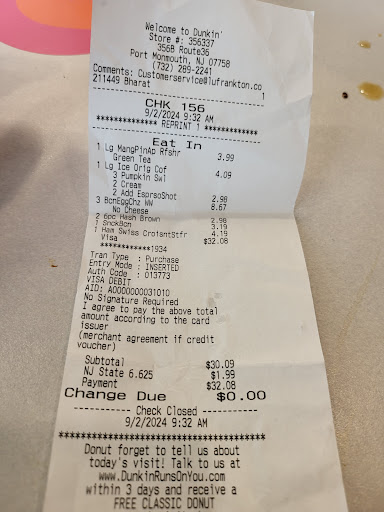 Welcome to Dunkin'
Store #: 356337
356B Route36
Port Monmouth, NJ 07758
(732) 289-2241
Comments: Customerservice@lufrankton.co
1
211449 Bharat
CHK 156
9/2/2024 9:32 AM
************** REPRINT 1 **************
Eat In
1 Lg MangPinAp Rfshr 3.99
Green Tea
1 Lg Ice Orig Cof 4.09
3 Pumpkin Swl
2 Cream
2 Add EsprsoShot 2.98
3 BcnEggChz WW 8.67
No Cheese
2 6pc Hash Brown 2.98
1 SnckBcn 3.19
1 Ham Swiss CroisntStfr 4.19
Visa $32.08
************1934
Tran Type : Purchase
Entry Mode : INSERTED
Auth Code : 013773
VISA DEBIT
AID: A0000000031010
No Signature Required
I agree to pay the above total
amount according to the card
issuer
(merchant agreement if credit
voucher)
Subtotal $30.09
NJ State 6.625 $1.99
Payment $32.08
Change Due $0.00
---------- Check Closed ----------
9/2/2024 9:32 AM
***************************************
Donut forget to tell us about
today's visit! Talk to us at
www.DunkinRunsOnYou.com
within 3 days and receive a
FREE CLASSIC DONUT